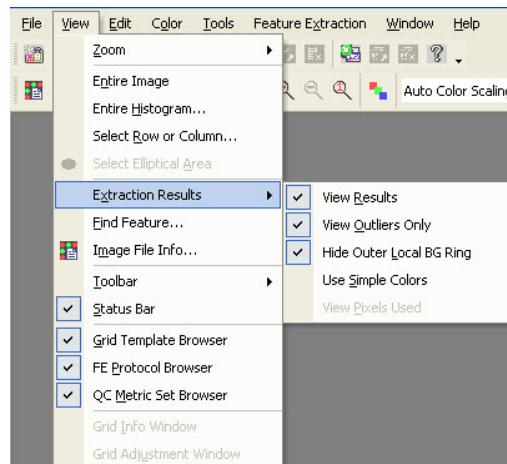 File View Edit Color Tools Feature Extraction Window Help
Zoom
Entire Image
Entire Histogram...
Select Row or Column...
Auto Color Scaling
Select Elliptical Area
Extraction Results
View Results
View Outliers Only
Hide Outer Local BG Ring
Use Simple Colors
View Pixels Used
Find Feature...
Image File Info...
Toolbar
Status Bar
Grid Template Browser
FE Protocol Browser
QC Metric Set Browser
Grid Info Window
Grid Adjustment Window